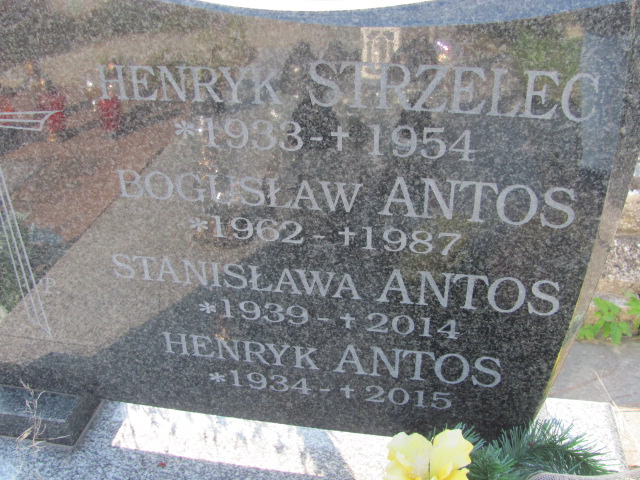 HENRYK STRZELEC
*1933-✝1954
BOGUSŁAW ANTOS
*1962-✝1987
STANISŁAWA ANTOS
*1939-✝2014
HENRYK ANTOS
*1934-✝2015
P